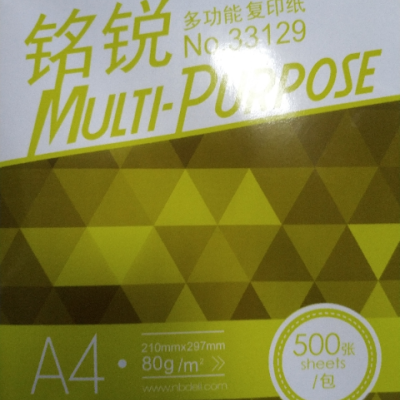 铭锐
多功能复印纸
No.33129
MULTI-PURPOSE
A4
210mmx297mm
80g/m²
www.nbdeli.com
500张
sheets
/包